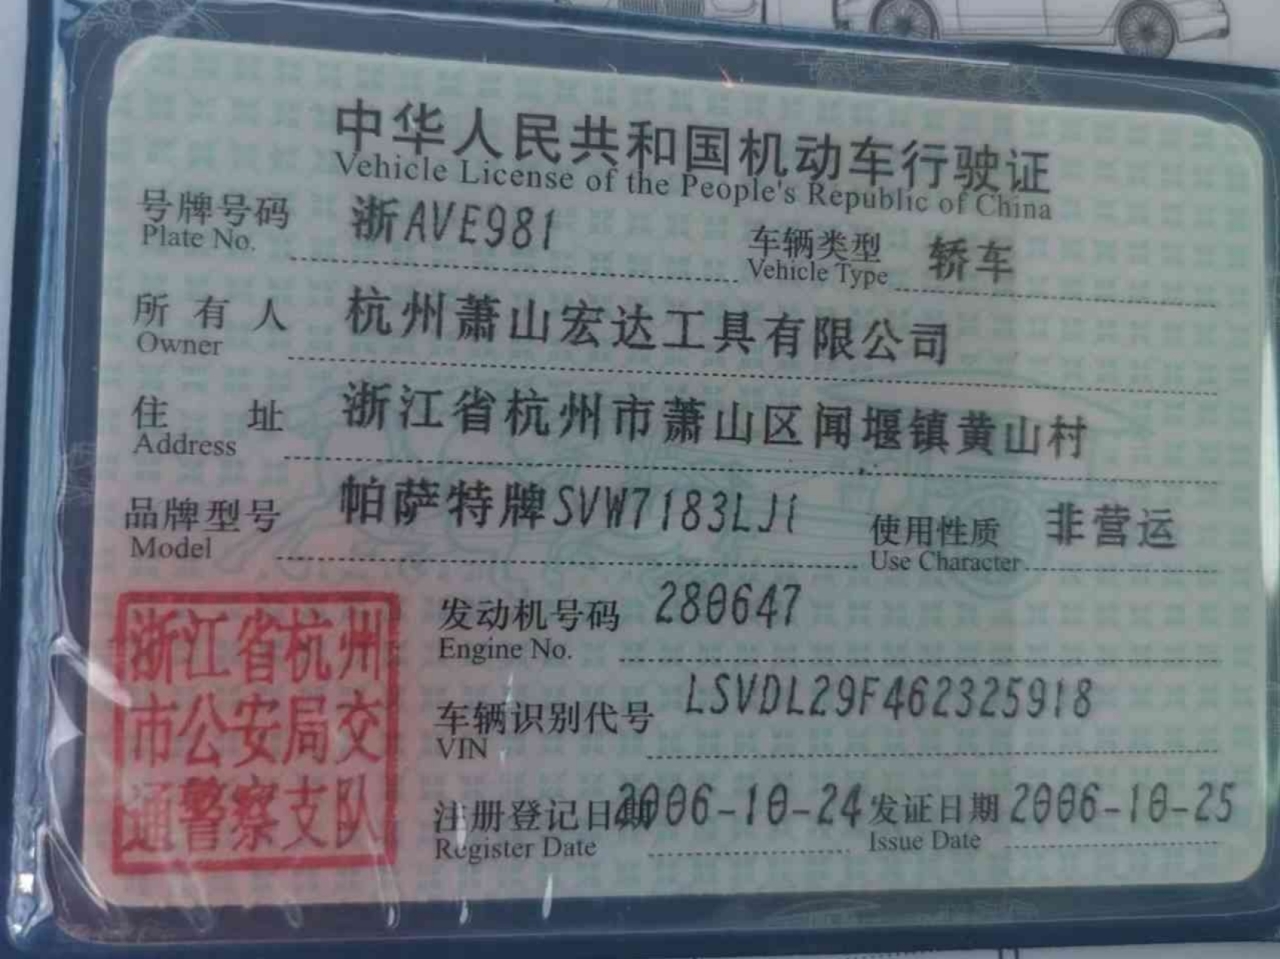 中华人民共和国机动车行驶证
Vehicle License of the People's Republic of China
号牌号码 浙AVE981 车辆类型 轿车
Plate No. Vehicle Type
所有人 杭州萧山宏达工具有限公司
Owner
住址 浙江省杭州市萧山区闻堰镇黄山村
Address
品牌型号 帕萨特牌SVW7183LJ1 使用性质 非营运
Model Use Character
发动机号码 280647
Engine No.
车辆识别代号 LSVDL29F462325918
VIN
注册登记日期 2006-10-24 发证日期 2006-10-25
Register Date Issue Date
浙江省杭州
市公安局交
通警察支队